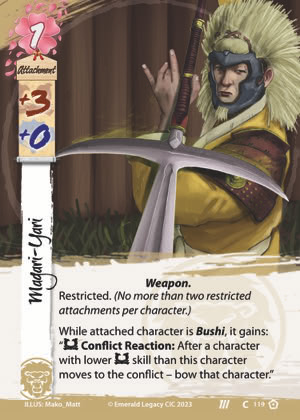 1
Attachment
+3
+0
Magari-Yari
Weapon.
Restricted. (No more than two restricted
attachments per character.)
While attached character is Bushi, it gains:
“ Conflict Reaction: After a character
with lower skill than this character
moves to the conflict – bow that character.”
ILLUS: Mako_Matt
© Emerald Legacy CIC 2023
C 119